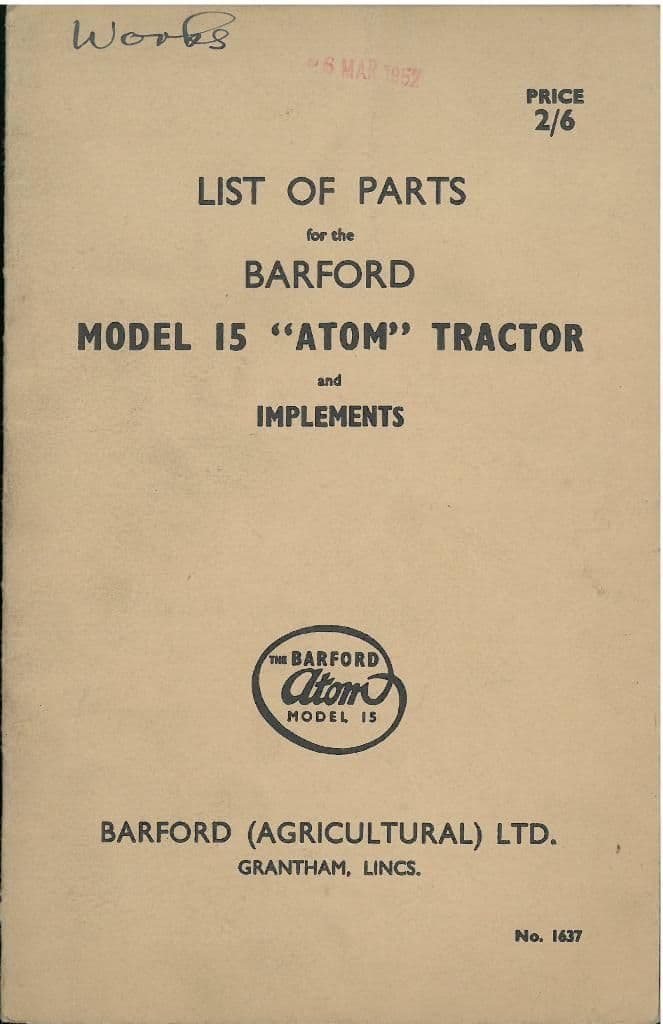 Works
26 MAR 1952
PRICE
2/6
LIST OF PARTS
for the
BARFORD
MODEL 15 “ATOM” TRACTOR
and
IMPLEMENTS
THE BARFORD
Atom
MODEL 15
BARFORD (AGRICULTURAL) LTD.
GRANTHAM, LINCS.
No. 1637